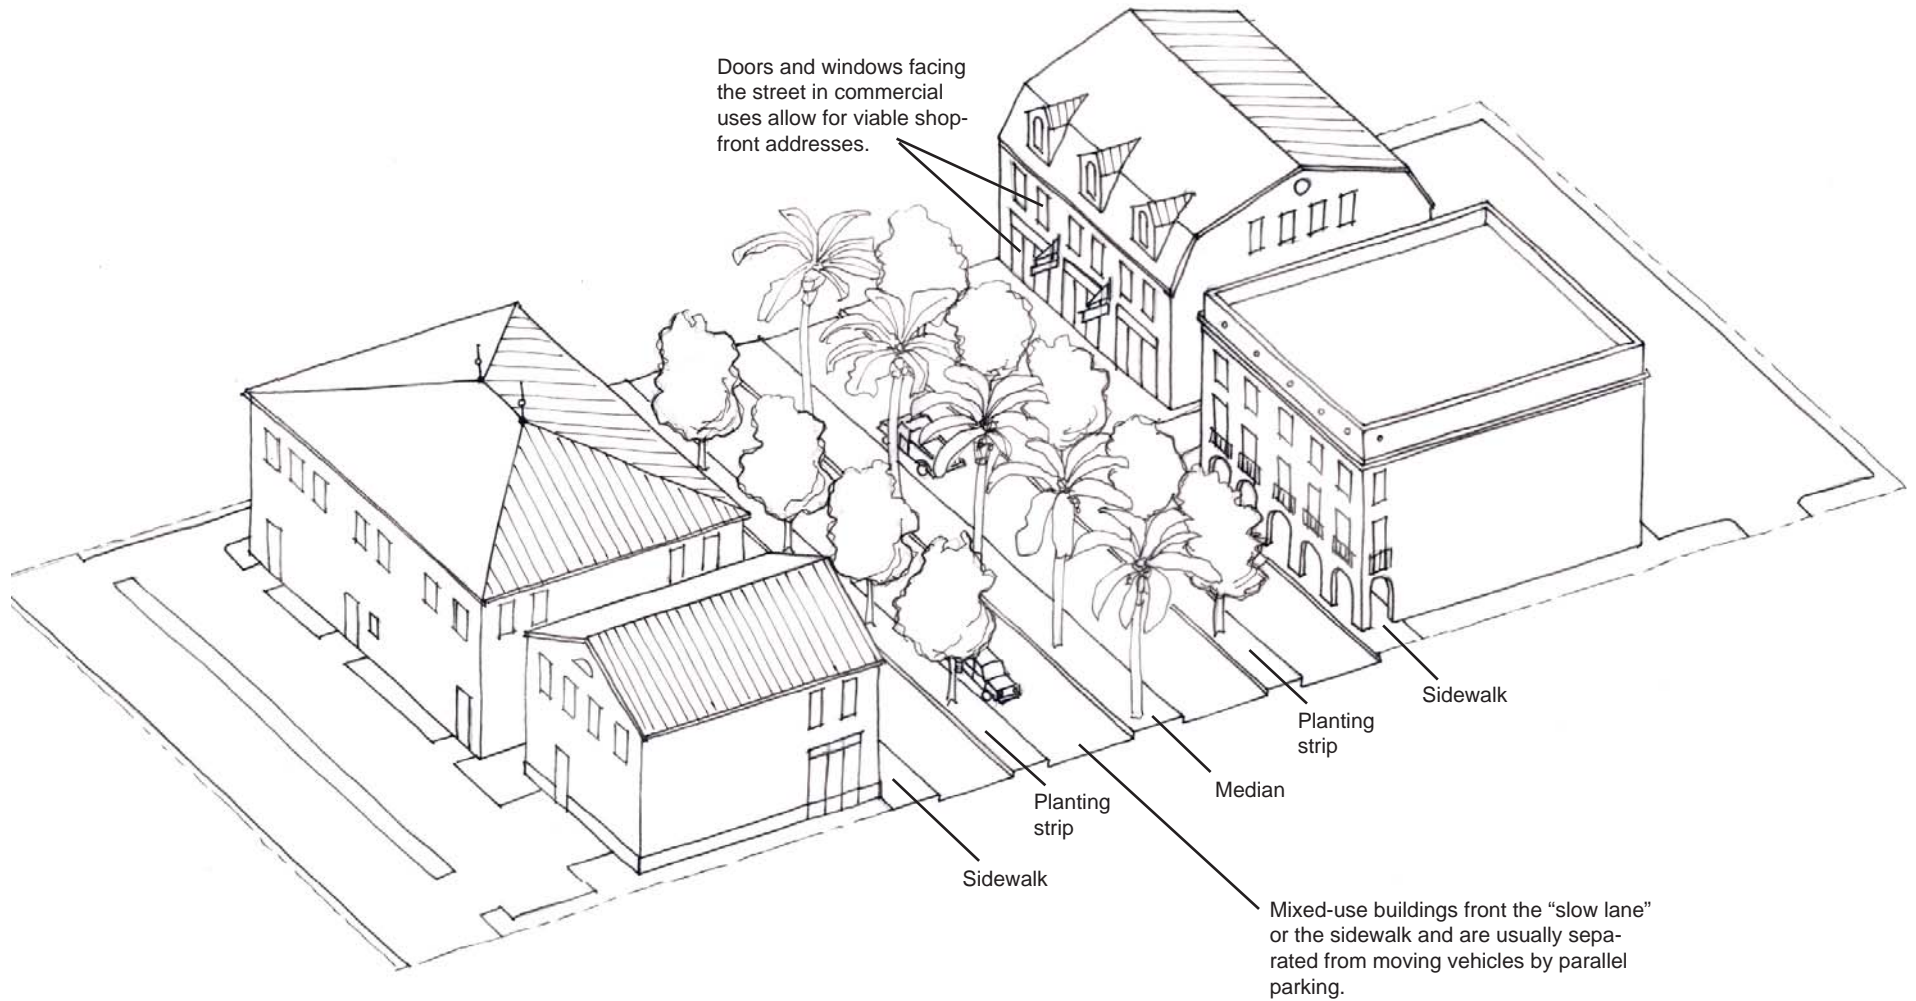 Doors and windows facing
the street in commercial
uses allow for viable shop-
front addresses.
Sidewalk
Planting
strip
Median
Planting
strip
Sidewalk
Mixed-use buildings front the “slow lane”
or the sidewalk and are usually sepa-
rated from moving vehicles by parallel
parking.